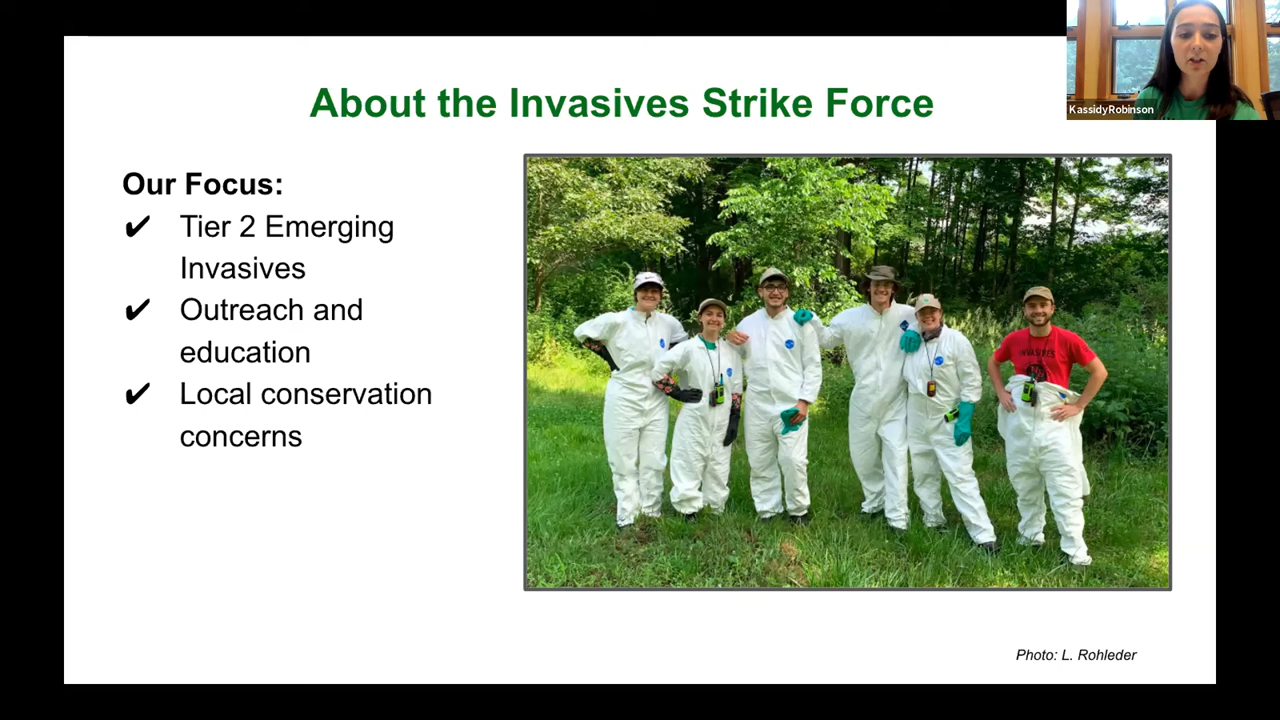 About the Invasives Strike Force
KassidyRobinson
Our Focus:
✔ Tier 2 Emerging
Invasives
✔ Outreach and
education
✔ Local conservation
concerns
INVASIVES
Photo: L. Rohleder